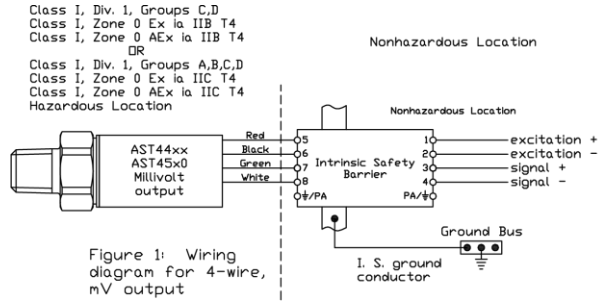 Class I, Div. 1, Groups C,D
Class I, Zone 0 Ex ia IIB T4
Class I, Zone 0 AEx ia IIB T4
OR
Class I, Div. 1, Groups A,B,C,D
Class I, Zone 0 Ex ia IIC T4
Class I, Zone 0 AEx ia IIC T4
Hazardous Location
Nonhazardous Location
Nonhazardous Location
AST44xx
AST45x0
Millivolt
output
Red
Black
Green
White
5
6
7
8
/PA
Intrinsic Safety
Barrier
1
2
3
4
PA/
excitation +
excitation -
signal +
signal -
Ground Bus
I. S. ground
conductor
Figure 1: Wiring
diagram for 4-wire,
mV output